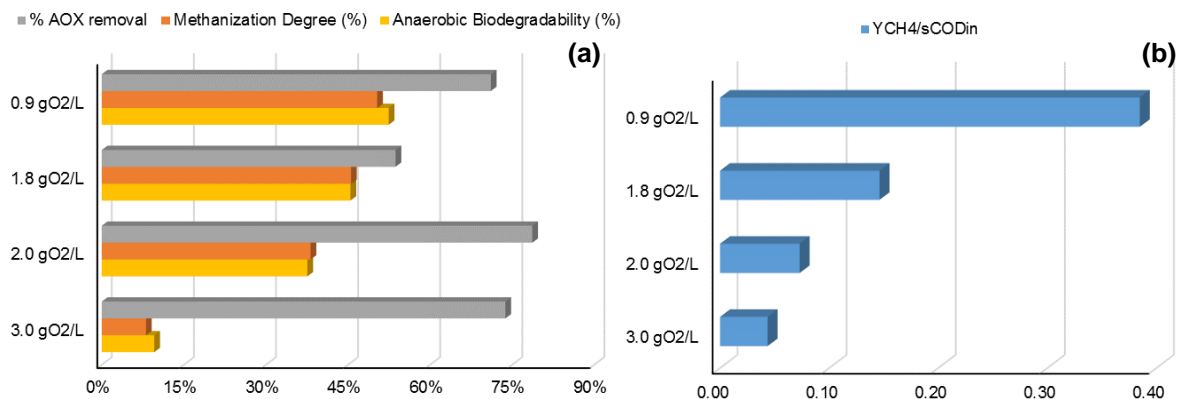 % AOX removal Methanization Degree (%) Anaerobic Biodegradability (%)
(a)
0.9 gO2/L
1.8 gO2/L
2.0 gO2/L
3.0 gO2/L
0% 15% 30% 45% 60% 75% 90%
YCH4/sCODin
(b)
0.9 gO2/L
1.8 gO2/L
2.0 gO2/L
3.0 gO2/L
0.00 0.10 0.20 0.30 0.40